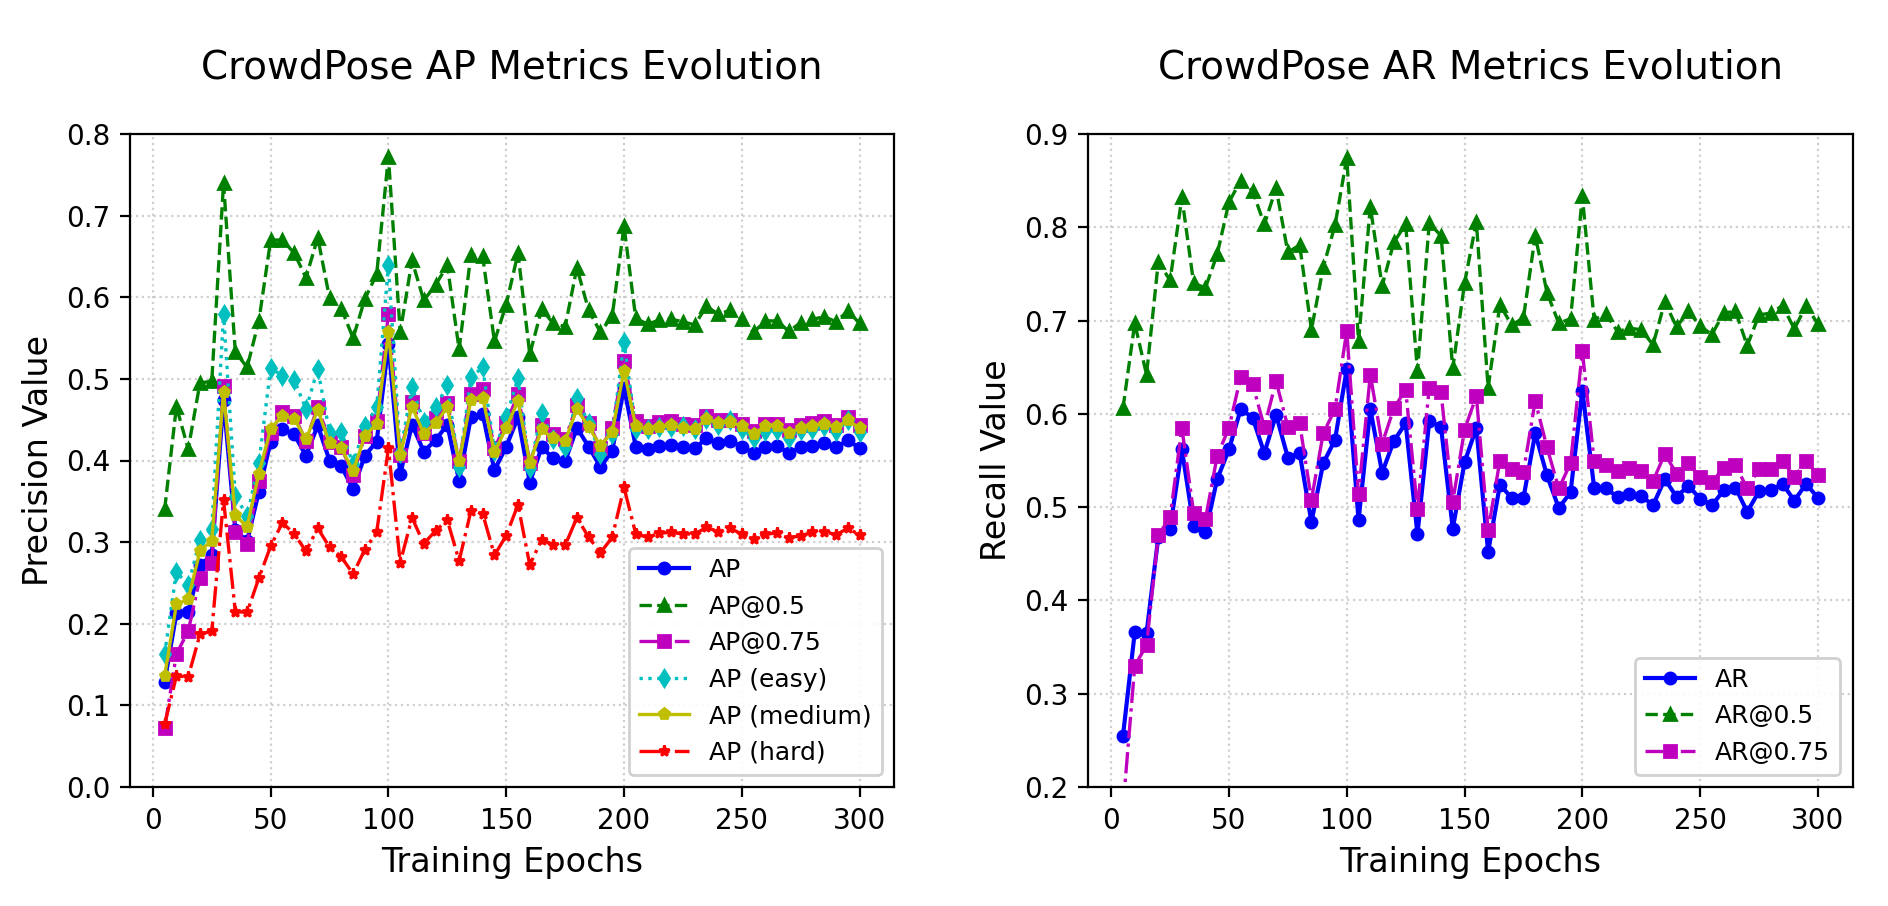 CrowdPose AP Metrics Evolution
Precision Value
0.8
0.7
0.6
0.5
0.4
0.3
0.2
0.1
0.0
0 50 100 150 200 250 300
Training Epochs
AP
AP@0.5
AP@0.75
AP (easy)
AP (medium)
AP (hard)
CrowdPose AR Metrics Evolution
Recall Value
0.9
0.8
0.7
0.6
0.5
0.4
0.3
0.2
0 50 100 150 200 250 300
Training Epochs
AR
AR@0.5
AR@0.75